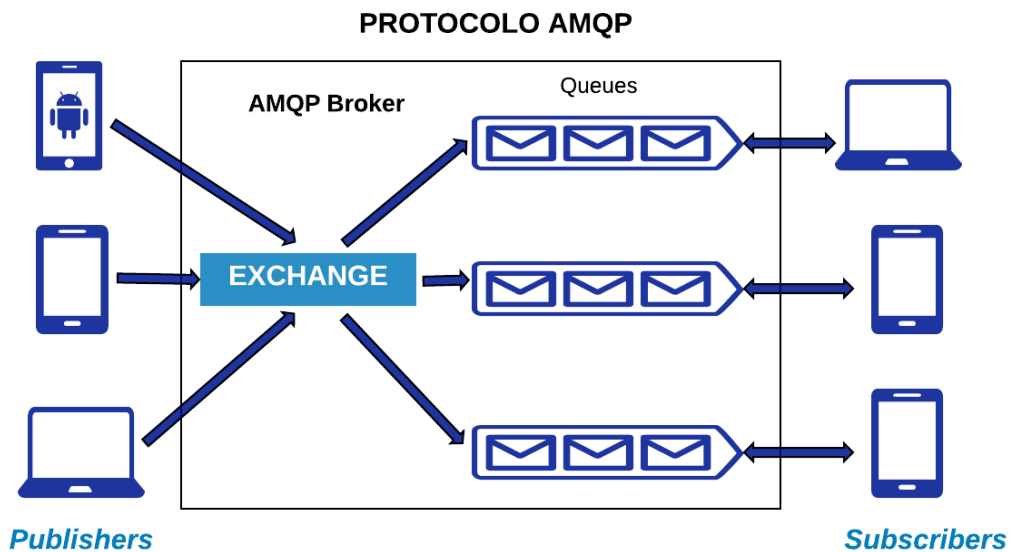 PROTOCOLO AMQP
Queues
AMQP Broker
EXCHANGE
Publishers
Subscribers